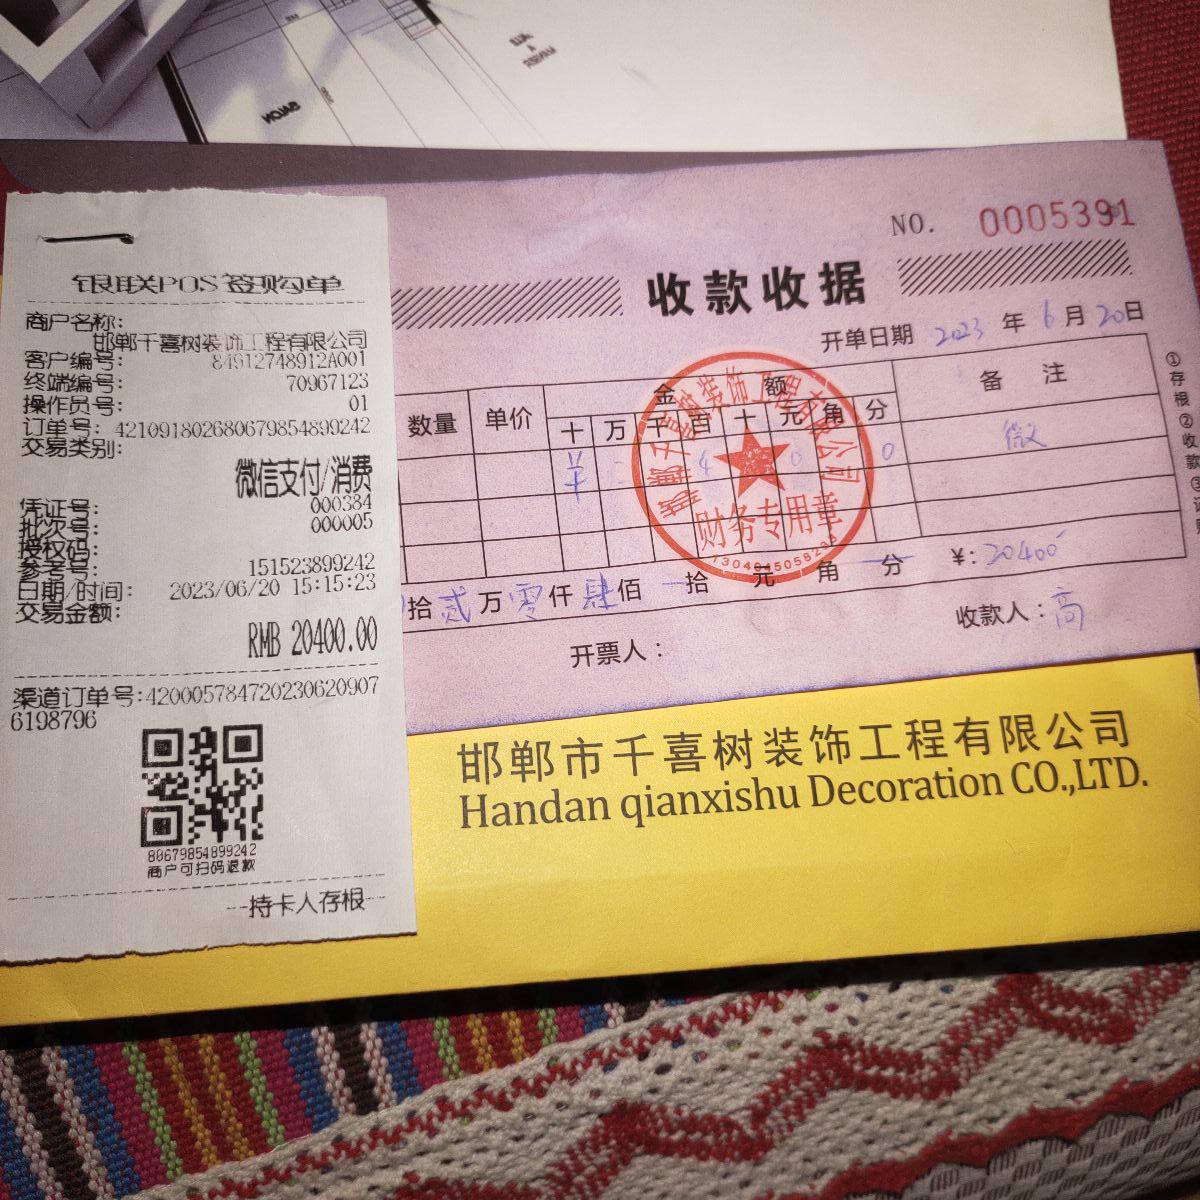 NO. 0005391
收款收据
开单日期 2023 年 6 月 20 日
数量 单价 金额 备注
十 万 千 百 十 元 角 分
微
财务专用章
拾 贰 万 零 仟 肆 佰 拾 元 角 分 ¥: 20400
开票人： 收款人： 高
①存根 ②收款
银联POS签购单
商户名称:
邯郸千喜树装饰工程有限公司
客户编号: 84912748912A001
终端编号: 70967123
操作员号: 01
订单号: 4210918026806798548​99242
交易类别:
微信支付/消费
凭证号: 000384
批次号: 000005
授权码:
参考号: 151523899242
日期/时间: 2023/06/20 15:15:23
交易金额:
RMB 20400.00
渠道订单号:420005784720230620907
6198796
80679854899242
商户可扫码退款
--持卡人存根--
邯郸市千喜树装饰工程有限公司
Handan qianxishu Decoration CO.,LTD.